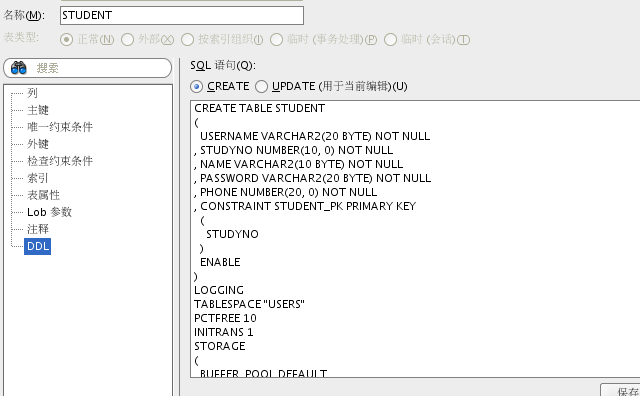 名称(M): STUDENT
表类型: 正常(N) 外部(X) 按索引组织(I) 临时 (事务处理)(P) 临时 (会话)(T)
搜索
列
主键
唯一约束条件
外键
检查约束条件
索引
表属性
Lob 参数
注释
DDL
SQL 语句(Q):
CREATE UPDATE (用于当前编辑)(U)
CREATE TABLE STUDENT
(
USERNAME VARCHAR2(20 BYTE) NOT NULL
, STUDYNO NUMBER(10, 0) NOT NULL
, NAME VARCHAR2(10 BYTE) NOT NULL
, PASSWORD VARCHAR2(20 BYTE) NOT NULL
, PHONE NUMBER(20, 0) NOT NULL
, CONSTRAINT STUDENT_PK PRIMARY KEY
(
STUDYNO
)
ENABLE
)
LOGGING
TABLESPACE "USERS"
PCTFREE 10
INITRANS 1
STORAGE
(
BUFFER_POOL DEFAULT
保存